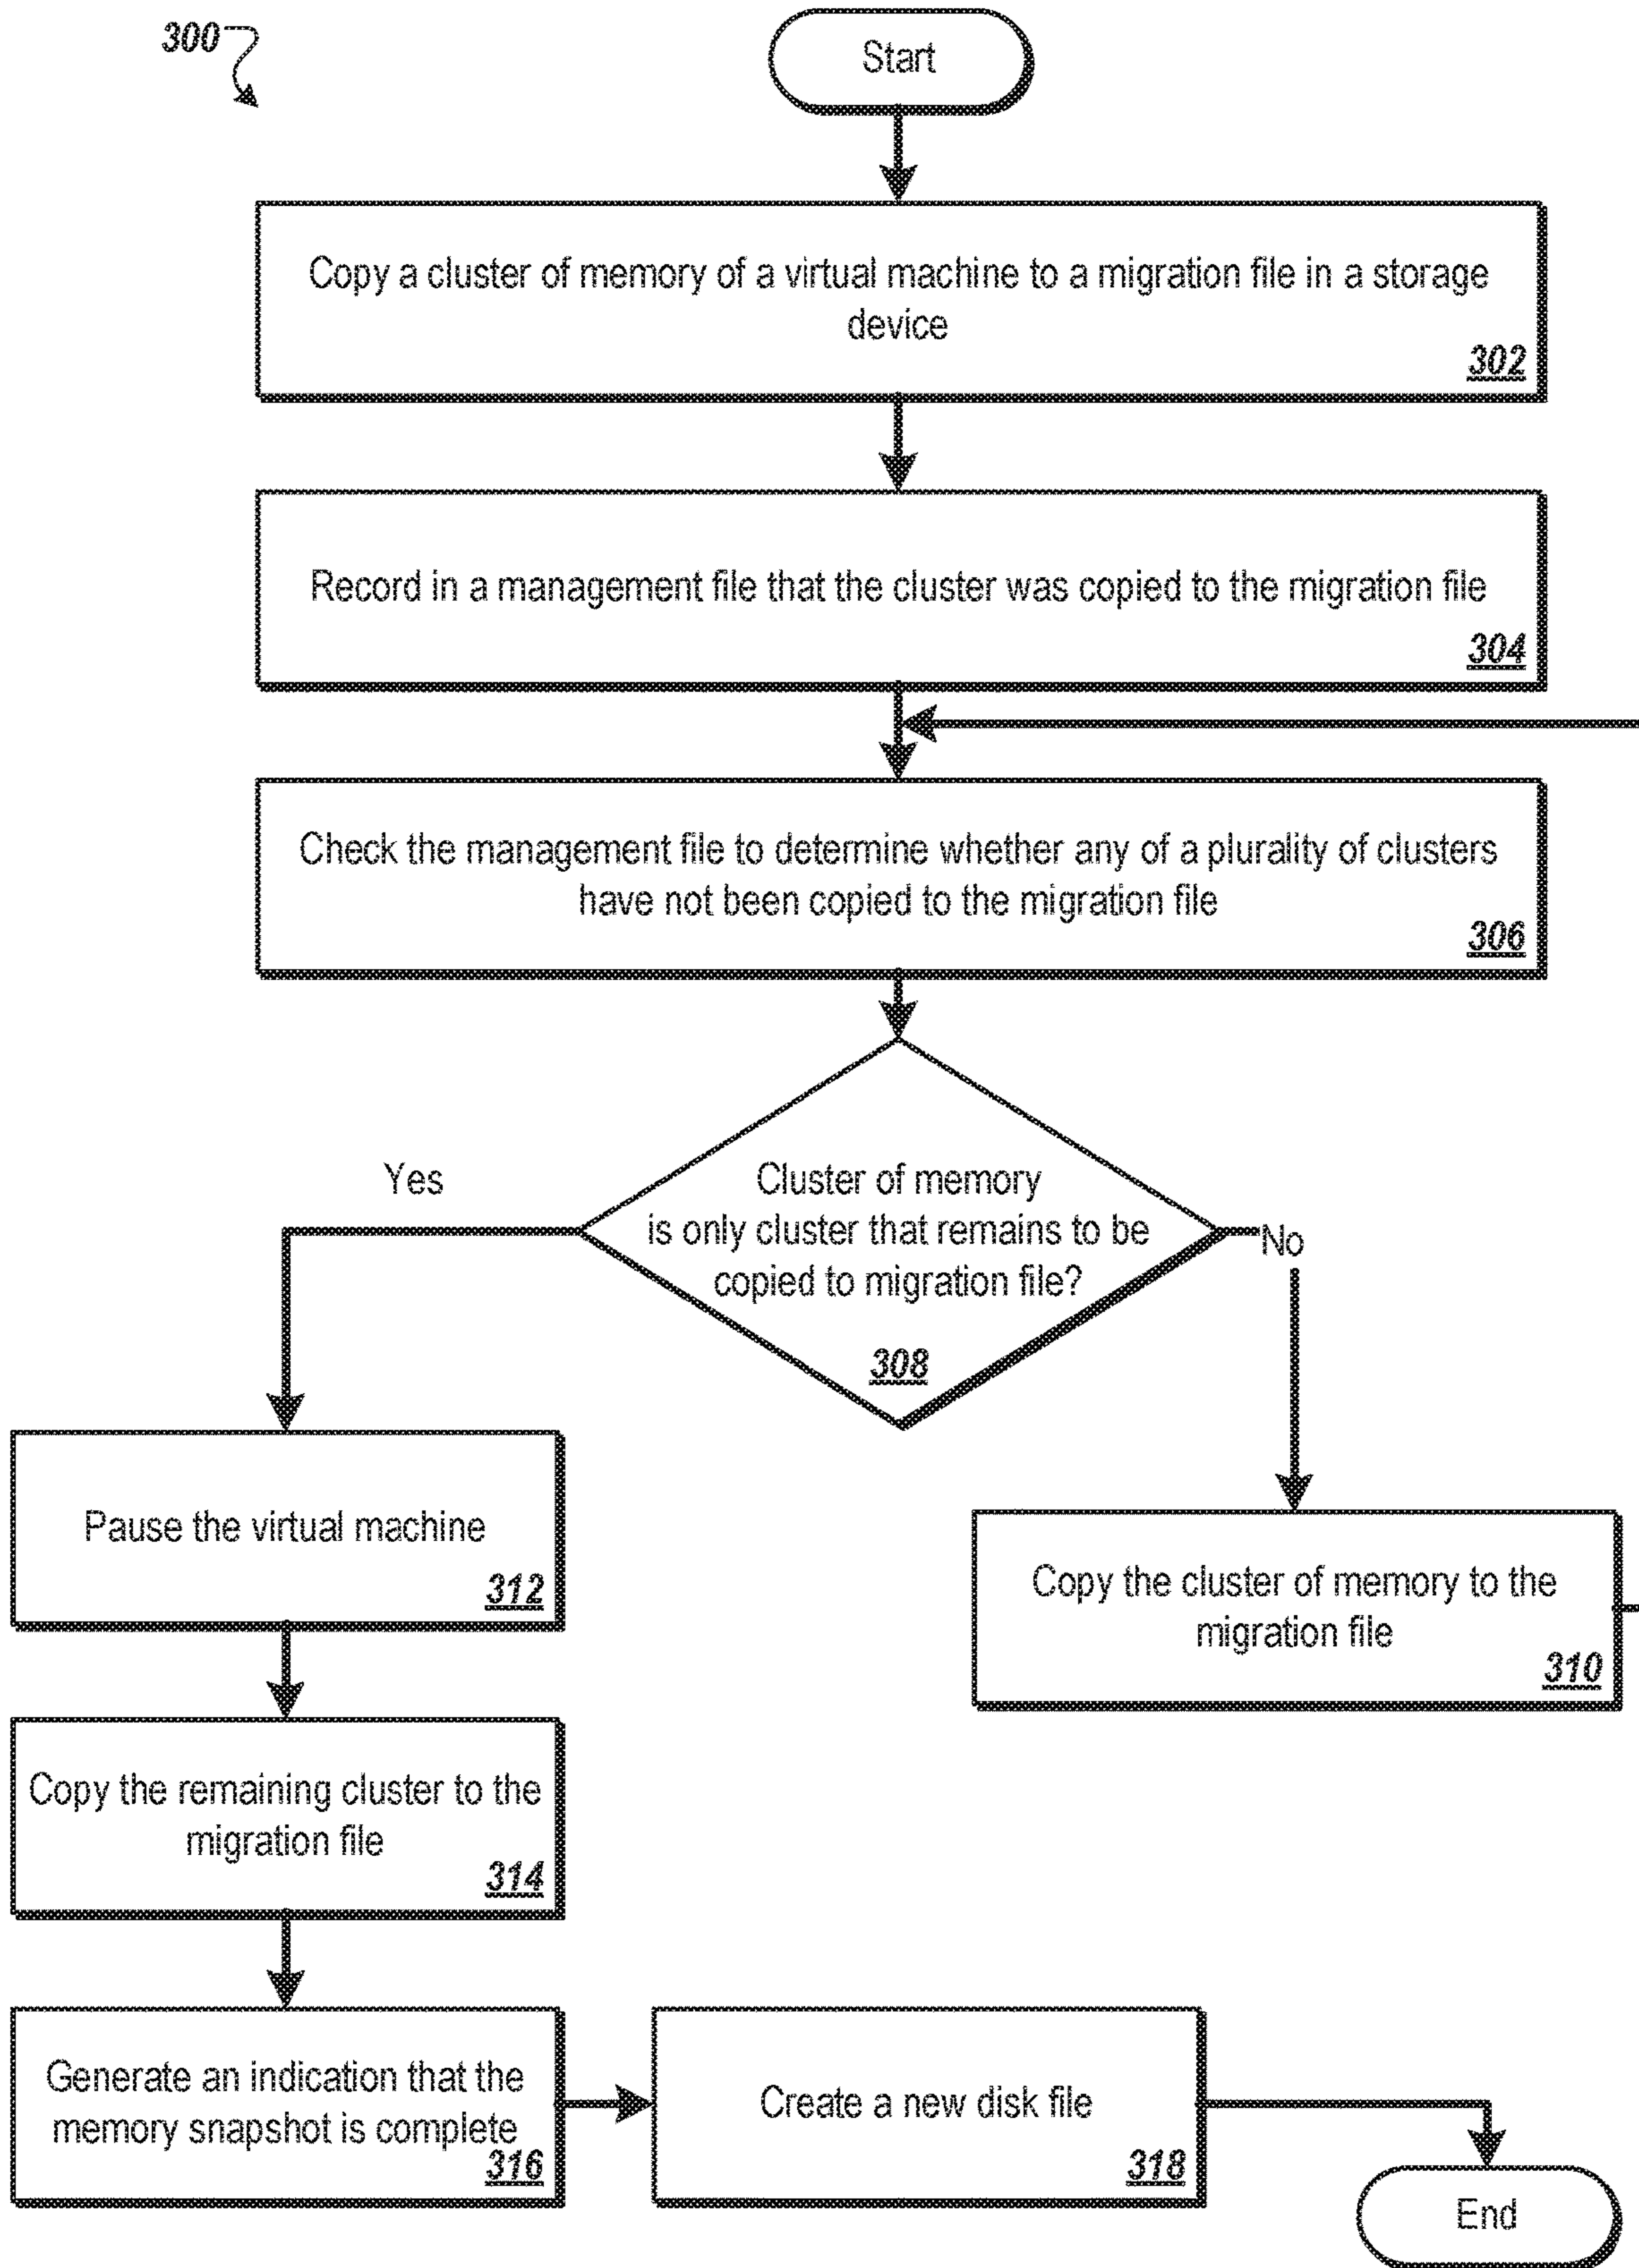 300
Start
Copy a cluster of memory of a virtual machine to a migration file in a storage
device
302
Record in a management file that the cluster was copied to the migration file
304
Check the management file to determine whether any of a plurality of clusters
have not been copied to the migration file
306
Yes
Cluster of memory
is only cluster that remains to be
copied to migration file?
308
No
Pause the virtual machine
312
Copy the cluster of memory to the
migration file
310
Copy the remaining cluster to the
migration file
314
Generate an indication that the
memory snapshot is complete
316
Create a new disk file
318
End